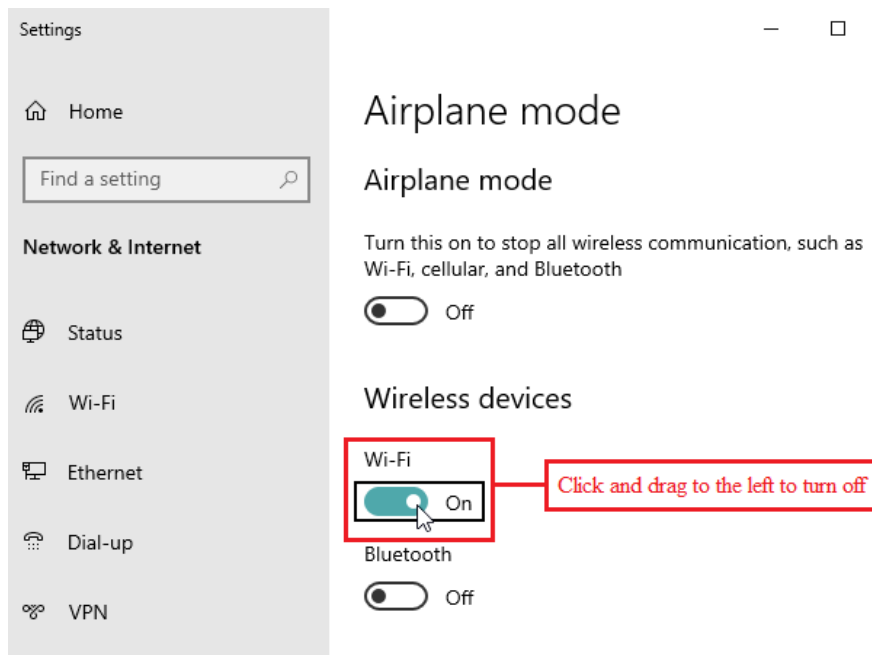 Settings
Home
Find a setting
Network & Internet
Status
Wi-Fi
Ethernet
Dial-up
VPN
Airplane mode
Airplane mode
Turn this on to stop all wireless communication, such as
Wi-Fi, cellular, and Bluetooth
Off
Wireless devices
Wi-Fi
On
Click and drag to the left to turn off
Bluetooth
Off